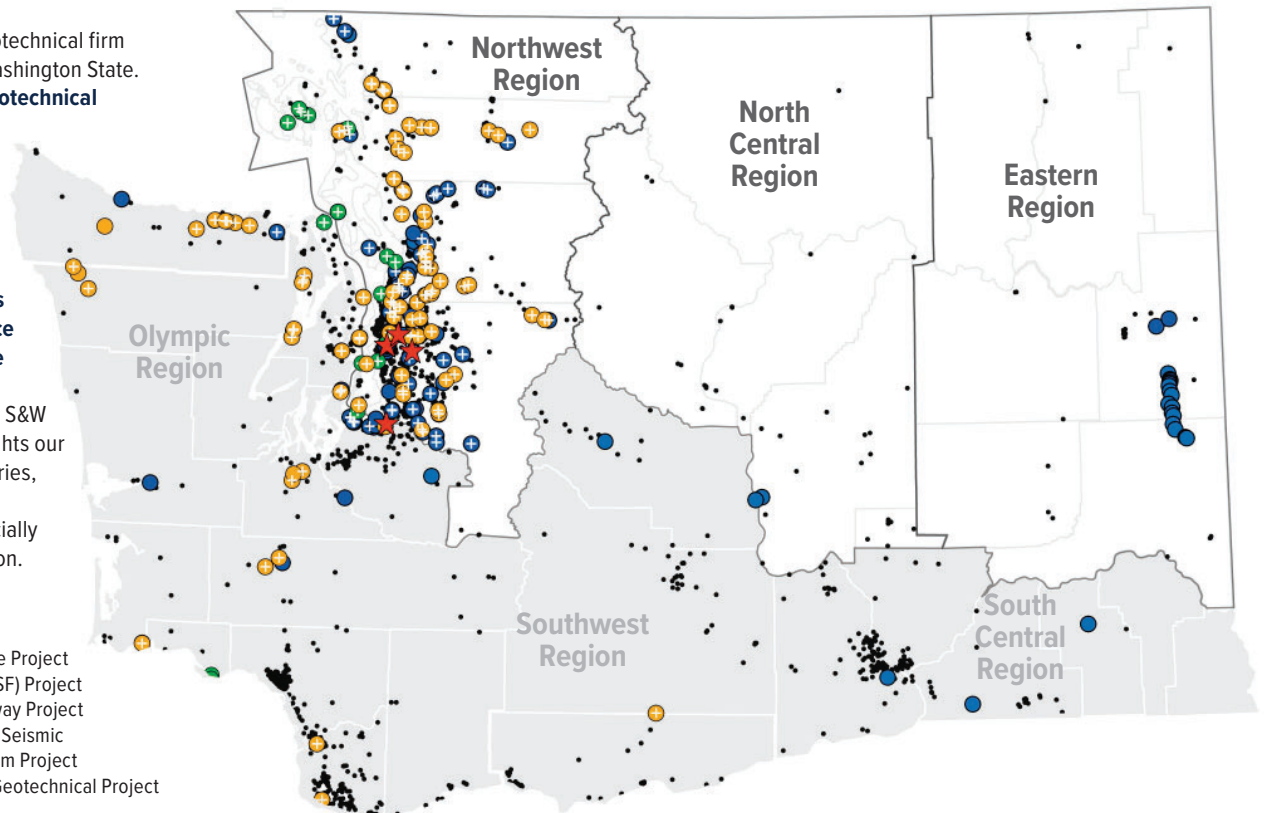 otechnical firm
ashington State.
otechnical
s
te
e
S&W
hts our
ries,
cially
on.
e Project
SF) Project
way Project
Seismic
m Project
Geotechnical Project
Northwest
Region
North
Central
Region
Eastern
Region
Olympic
Region
Southwest
Region
South
Central
Region